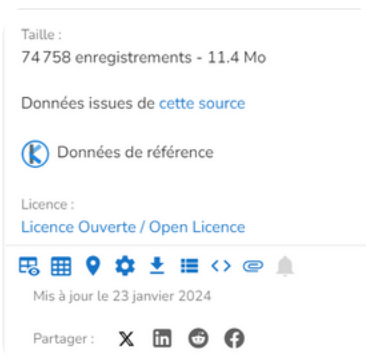 Taille :
74 758 enregistrements - 11.4 Mo
Données issues de cette source
Données de référence
Licence :
Licence Ouverte / Open Licence
Mis à jour le 23 janvier 2024
Partager :